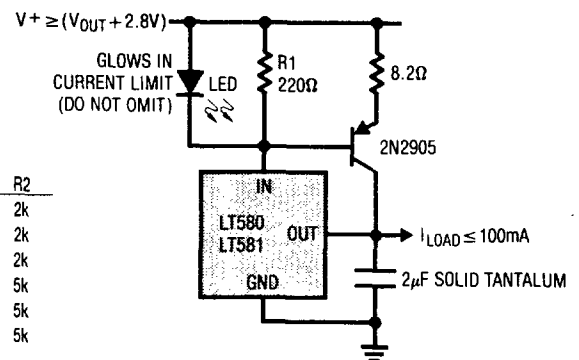 V+ ≥ (VOUT + 2.8V)
GLOWS IN
CURRENT LIMIT
(DO NOT OMIT)
LED
R1
220Ω
8.2Ω
2N2905
IN
LT580
LT581
OUT
GND
ILOAD ≤ 100mA
2µF SOLID TANTALUM
R2
2k
2k
2k
5k
5k
5k